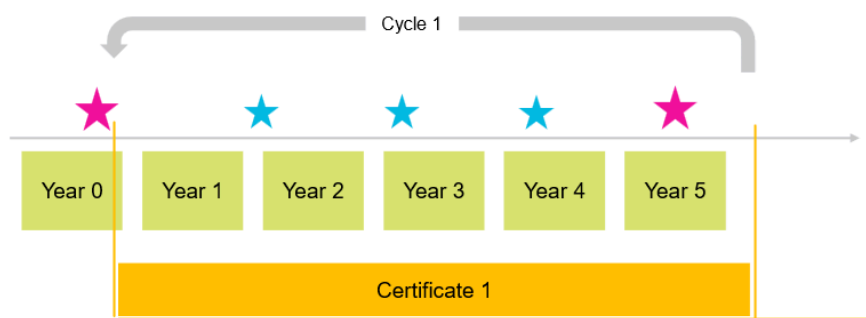 Cycle 1
Year 0
Year 1
Year 2
Year 3
Year 4
Year 5
Certificate 1